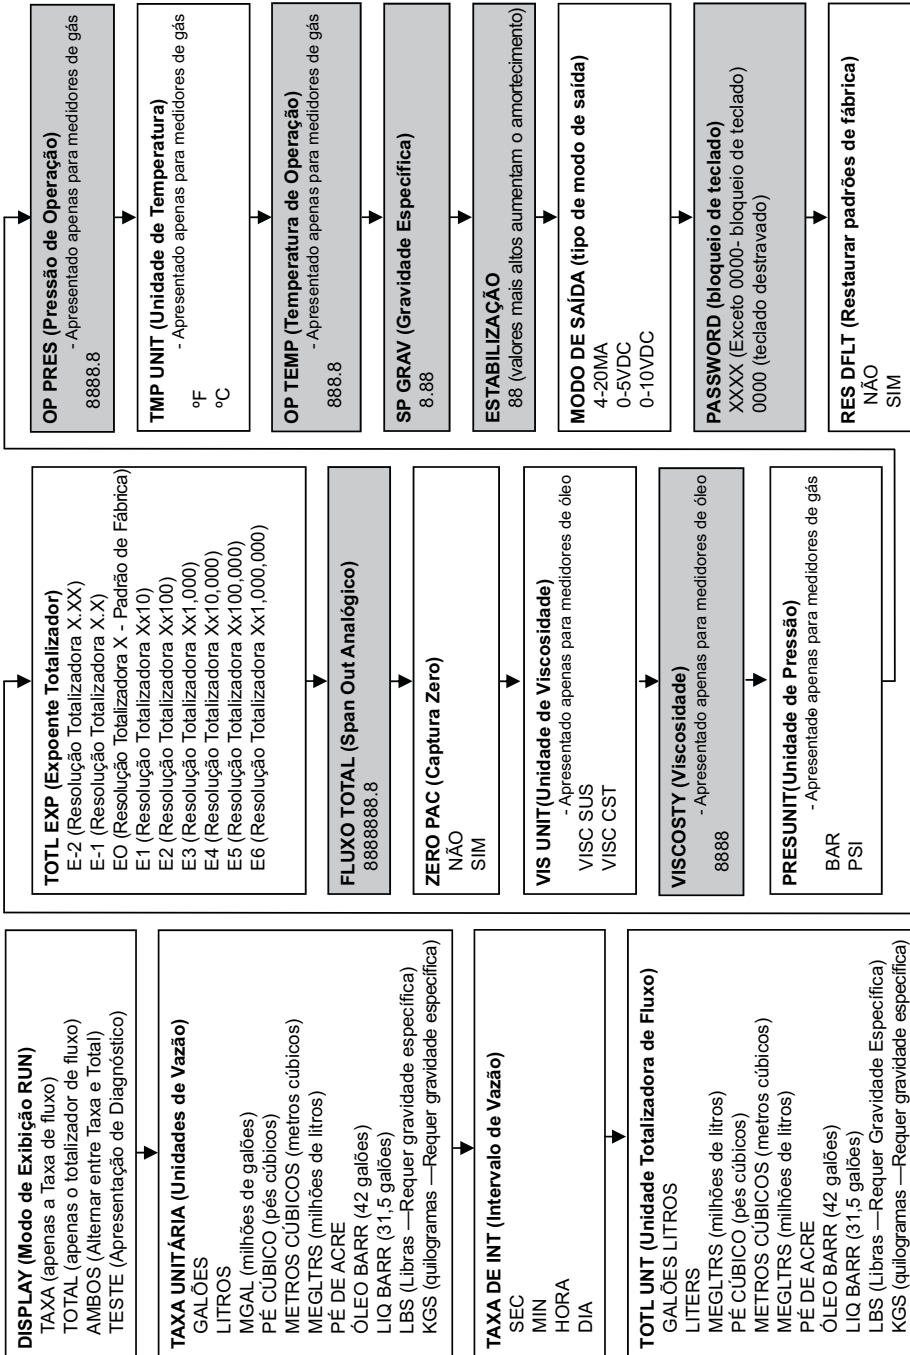 DISPLAY (Modo de Exibição RUN)
TAXA (apenas a Taxa de fluxo)
TOTAL (apenas o totalizador de fluxo)
AMBOS (Alternar entre Taxa e Total)
TESTE (Apresentação de Diagnóstico)
TAXA UNITÁRIA (Unidades de Vazão)
GALÕES
LITROS
MGAL (milhões de galões)
PÉ CÚBICO (pés cúbicos)
METROS CÚBICOS (metros cúbicos)
MEGLTRS (milhões de litros)
PÉ DE ACRE
ÓLEO BARR (42 galões)
LIQ BARR (31,5 galões)
LBS (Libras —Requer gravidade específica)
KGS (quilogramas —Requer gravidade específica)
TAXA DE INT (Intervalo de Vazão)
SEC
MIN
HORA
DIA
TOTL UNT (Unidade Totalizadora de Fluxo)
GALÕES LITROS
LITERS
MEGLTRS (milhões de litros)
PÉ CÚBICO (pés cúbicos)
METROS CÚBICOS (metros cúbicos)
MEGLTRS (milhões de litros)
PÉ DE ACRE
ÓLEO BARR (42 galões)
LIQ BARR (31,5 galões)
LBS (Libras —Requer Gravidade Específica)
KGS (quilogramas —Requer gravidade específica)
TOTL EXP (Expoente Totalizador)
E-2 (Resolução Totalizadora X.XX)
E-1 (Resolução Totalizadora X.X)
EO (Resolução Totalizadora X - Padrão de Fábrica)
E1 (Resolução Totalizadora Xx10)
E2 (Resolução Totalizadora Xx100)
E3 (Resolução Totalizadora Xx1,000)
E4 (Resolução Totalizadora Xx10,000)
E5 (Resolução Totalizadora Xx100,000)
E6 (Resolução Totalizadora Xx1,000,000)
FLUXO TOTAL (Span Out Analógico)
8888888.8
ZERO PAC (Captura Zero)
NÃO
SIM
VIS UNIT(Unidade de Viscosidade)
- Apresentado apenas para medidores de óleo
VISC SUS
VISC CST
VISCOSTY (Viscosidade)
- Apresentado apenas para medidores de óleo
8888
PRESUNIT(Unidade de Pressão)
- Apresentade apenas para medidores de gás
BAR
PSI
OP PRES (Pressão de Operação)
- Apresentado apenas para medidores de gás
8888.8
TMP UNIT (Unidade de Temperatura)
- Apresentado apenas para medidores de gás
ºF
ºC
OP TEMP (Temperatura de Operação)
- Apresentado apenas para medidores de gás
888.8
SP GRAV (Gravidade Específica)
8.88
ESTABILIZAÇÃO
88 (valores mais altos aumentam o amortecimento)
MODO DE SAÍDA (tipo de modo de saída)
4-20MA
0-5VDC
0-10VDC
PASSWORD (bloqueio de teclado)
XXXX (Exceto 0000- bloqueio de teclado)
0000 (teclado destravado)
RES DFLT (Restaurar padrões de fábrica)
NÃO
SIM